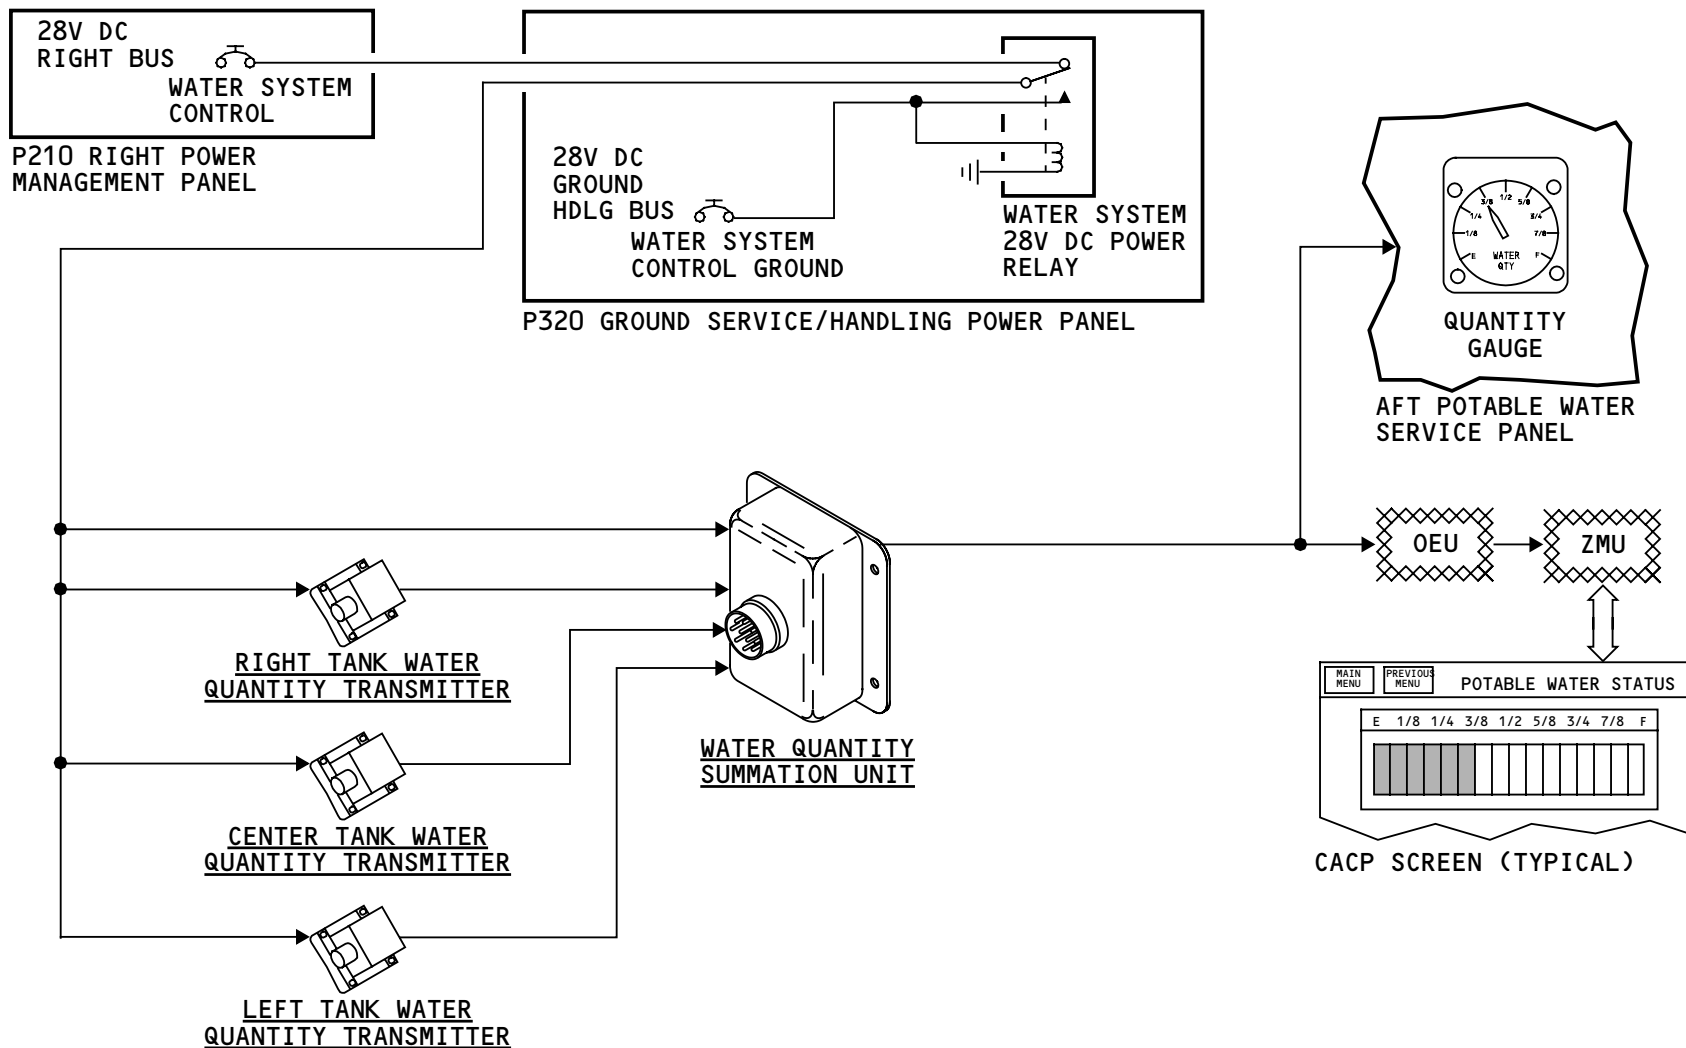 28V DC
RIGHT BUS
WATER SYSTEM
CONTROL
P210 RIGHT POWER
MANAGEMENT PANEL
28V DC
GROUND
HDLG BUS
WATER SYSTEM
CONTROL GROUND
WATER SYSTEM
28V DC POWER
RELAY
P320 GROUND SERVICE/HANDLING POWER PANEL
E 1/8 1/4 3/8 1/2 5/8 3/4 7/8 F
WATER
QTY
QUANTITY
GAUGE
AFT POTABLE WATER
SERVICE PANEL
OEU
ZMU
RIGHT TANK WATER
QUANTITY TRANSMITTER
CENTER TANK WATER
QUANTITY TRANSMITTER
LEFT TANK WATER
QUANTITY TRANSMITTER
WATER QUANTITY
SUMMATION UNIT
MAIN
MENU
PREVIOUS
MENU
POTABLE WATER STATUS
E 1/8 1/4 3/8 1/2 5/8 3/4 7/8 F
CACP SCREEN (TYPICAL)